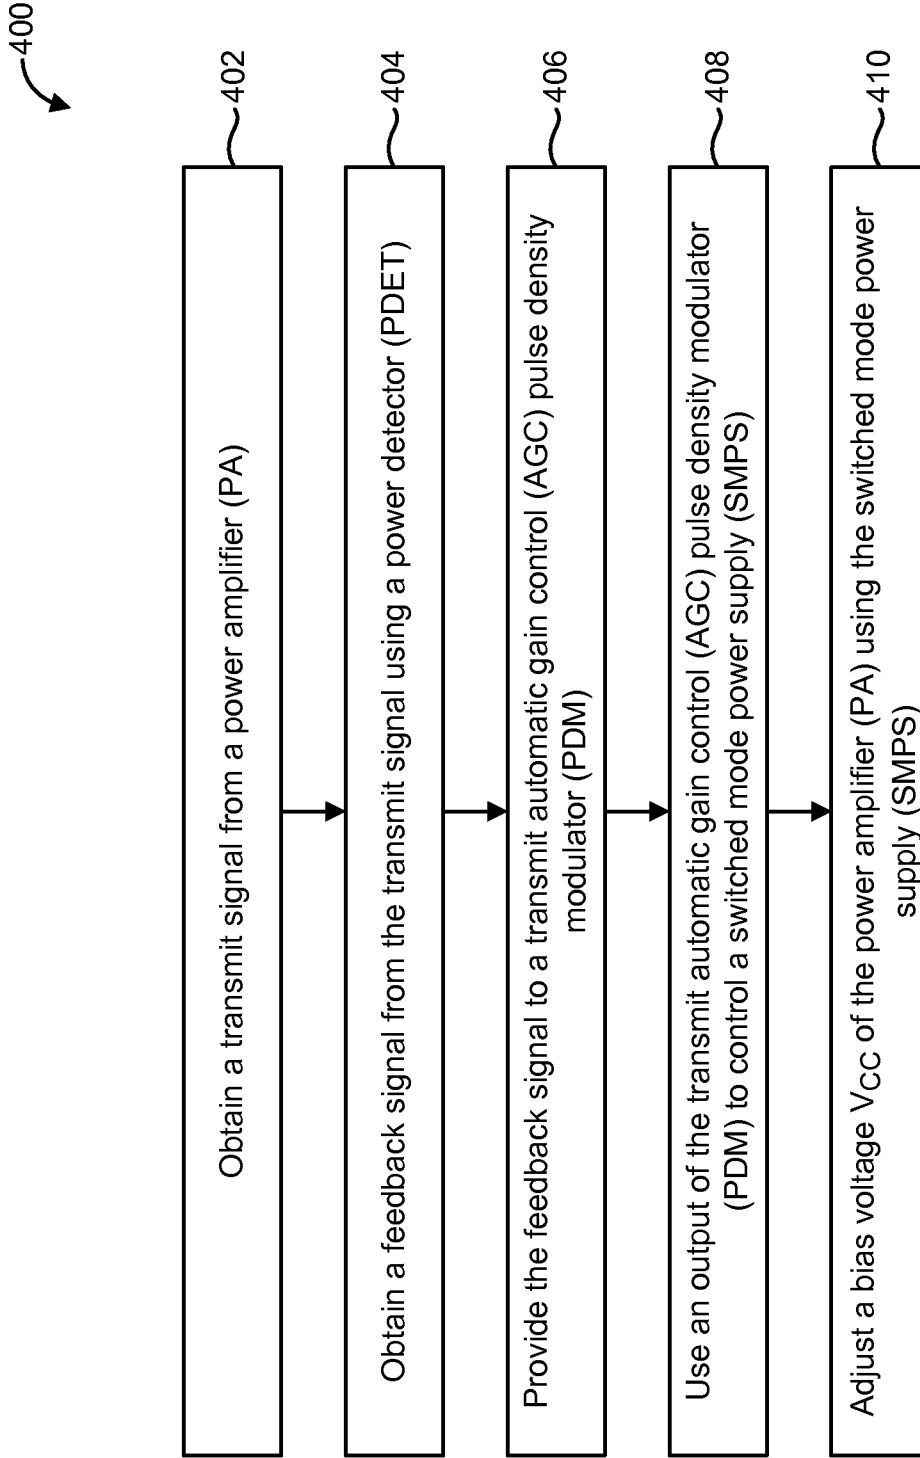 400
Obtain a transmit signal from a power amplifier (PA)
402
Obtain a feedback signal from the transmit signal using a power detector (PDET)
404
Provide the feedback signal to a transmit automatic gain control (AGC) pulse density
modulator (PDM)
406
Use an output of the transmit automatic gain control (AGC) pulse density modulator
(PDM) to control a switched mode power supply (SMPS)
408
Adjust a bias voltage VCC of the power amplifier (PA) using the switched mode power
supply (SMPS)
410